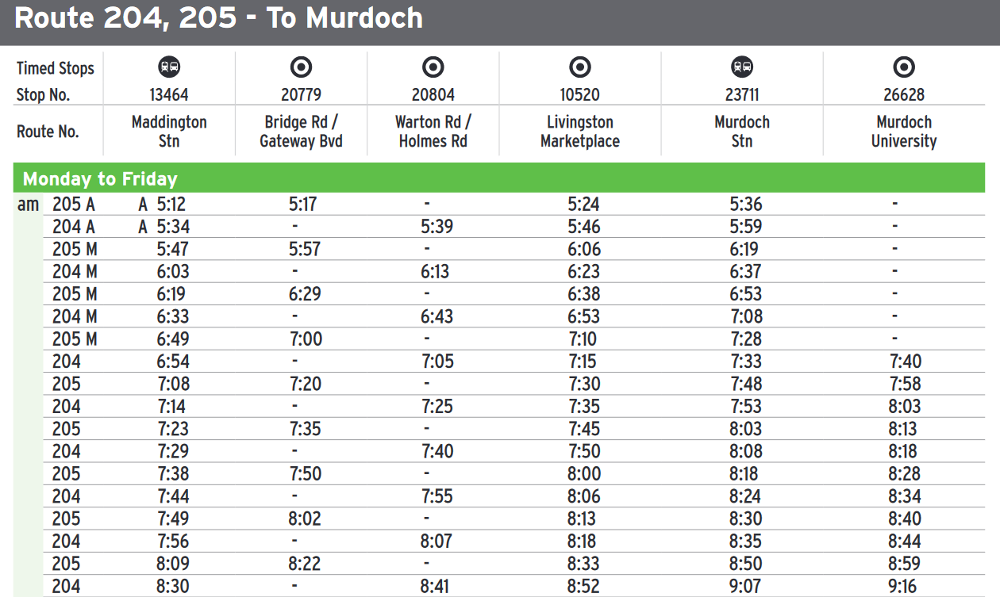 Route 204, 205 - To Murdoch
Timed Stops
Stop No. 13464 20779 20804 10520 23711 26628
Route No. Maddington Stn Bridge Rd / Gateway Bvd Warton Rd / Holmes Rd Livingston Marketplace Murdoch Stn Murdoch University
Monday to Friday
am 205 A A 5:12 5:17 - 5:24 5:36 -
204 A A 5:34 - 5:39 5:46 5:59 -
205 M 5:47 5:57 - 6:06 6:19 -
204 M 6:03 - 6:13 6:23 6:37 -
205 M 6:19 6:29 - 6:38 6:53 -
204 M 6:33 - 6:43 6:53 7:08 -
205 M 6:49 7:00 - 7:10 7:28 -
204 6:54 - 7:05 7:15 7:33 7:40
205 7:08 7:20 - 7:30 7:48 7:58
204 7:14 - 7:25 7:35 7:53 8:03
205 7:23 7:35 - 7:45 8:03 8:13
204 7:29 - 7:40 7:50 8:08 8:18
205 7:38 7:50 - 8:00 8:18 8:28
204 7:44 - 7:55 8:06 8:24 8:34
205 7:49 8:02 - 8:13 8:30 8:40
204 7:56 - 8:07 8:18 8:35 8:44
205 8:09 8:22 - 8:33 8:50 8:59
204 8:30 - 8:41 8:52 9:07 9:16